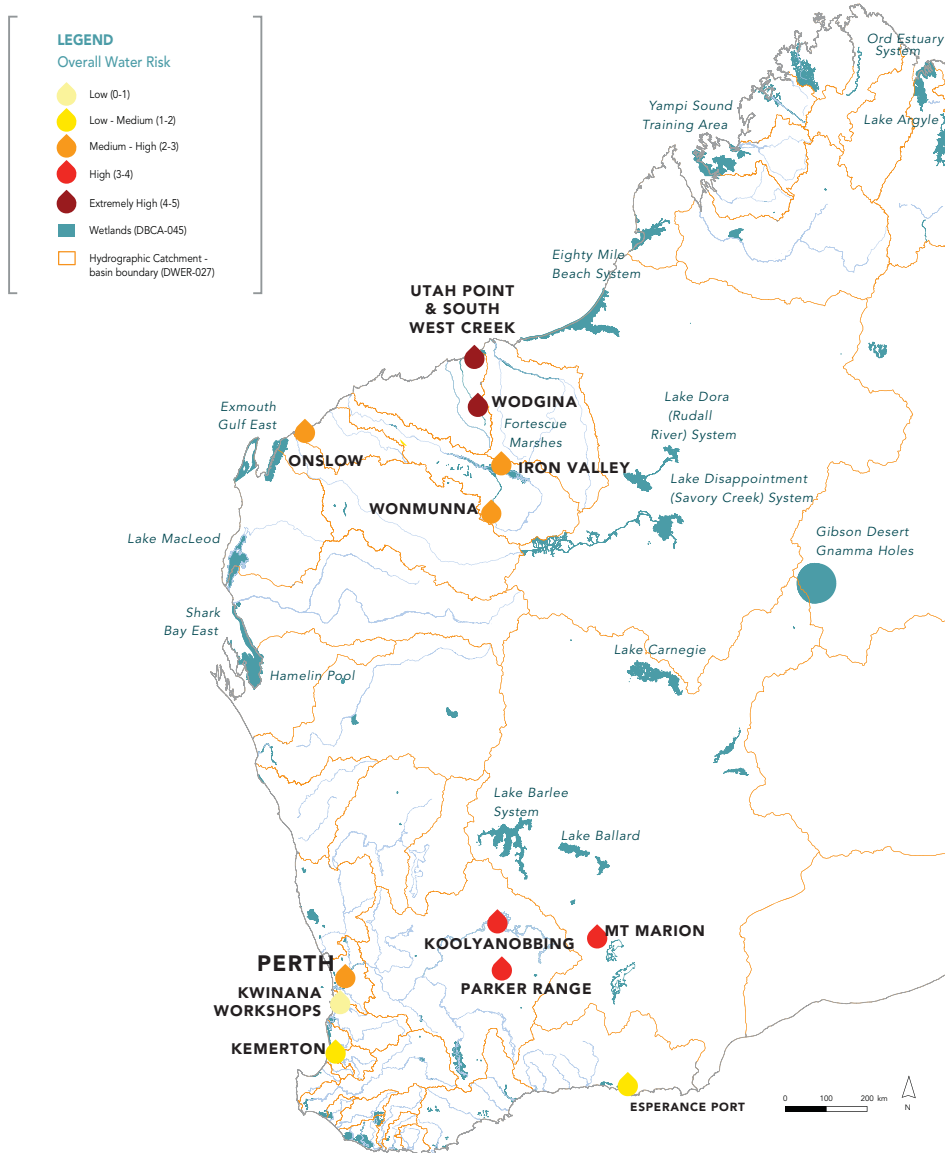 LEGEND
Overall Water Risk
Low (0-1)
Low - Medium (1-2)
Medium - High (2-3)
High (3-4)
Extremely High (4-5)
Wetlands (DBCA-045)
Hydrographic Catchment -
basin boundary (DWER-027)
Ord Estuary
System
Yampi Sound
Training Area
Lake Argyle
Eighty Mile
Beach System
UTAH POINT
& SOUTH
WEST CREEK
WODGINA
Fortescue
Marshes
Lake Dora
(Rudall
River) System
Exmouth
Gulf East
ONSLOW
IRON VALLEY
Lake Disappointment
(Savory Creek) System
WONMUNNA
Gibson Desert
Gnamma Holes
Lake MacLeod
Shark
Bay East
Hamelin Pool
Lake Carnegie
Lake Barlee
System
Lake Ballard
KOOLYANOBBING
MT MARION
PERTH
PARKER RANGE
KWINANA
WORKSHOPS
KEMERTON
ESPERANCE PORT
0 100 200 km
N